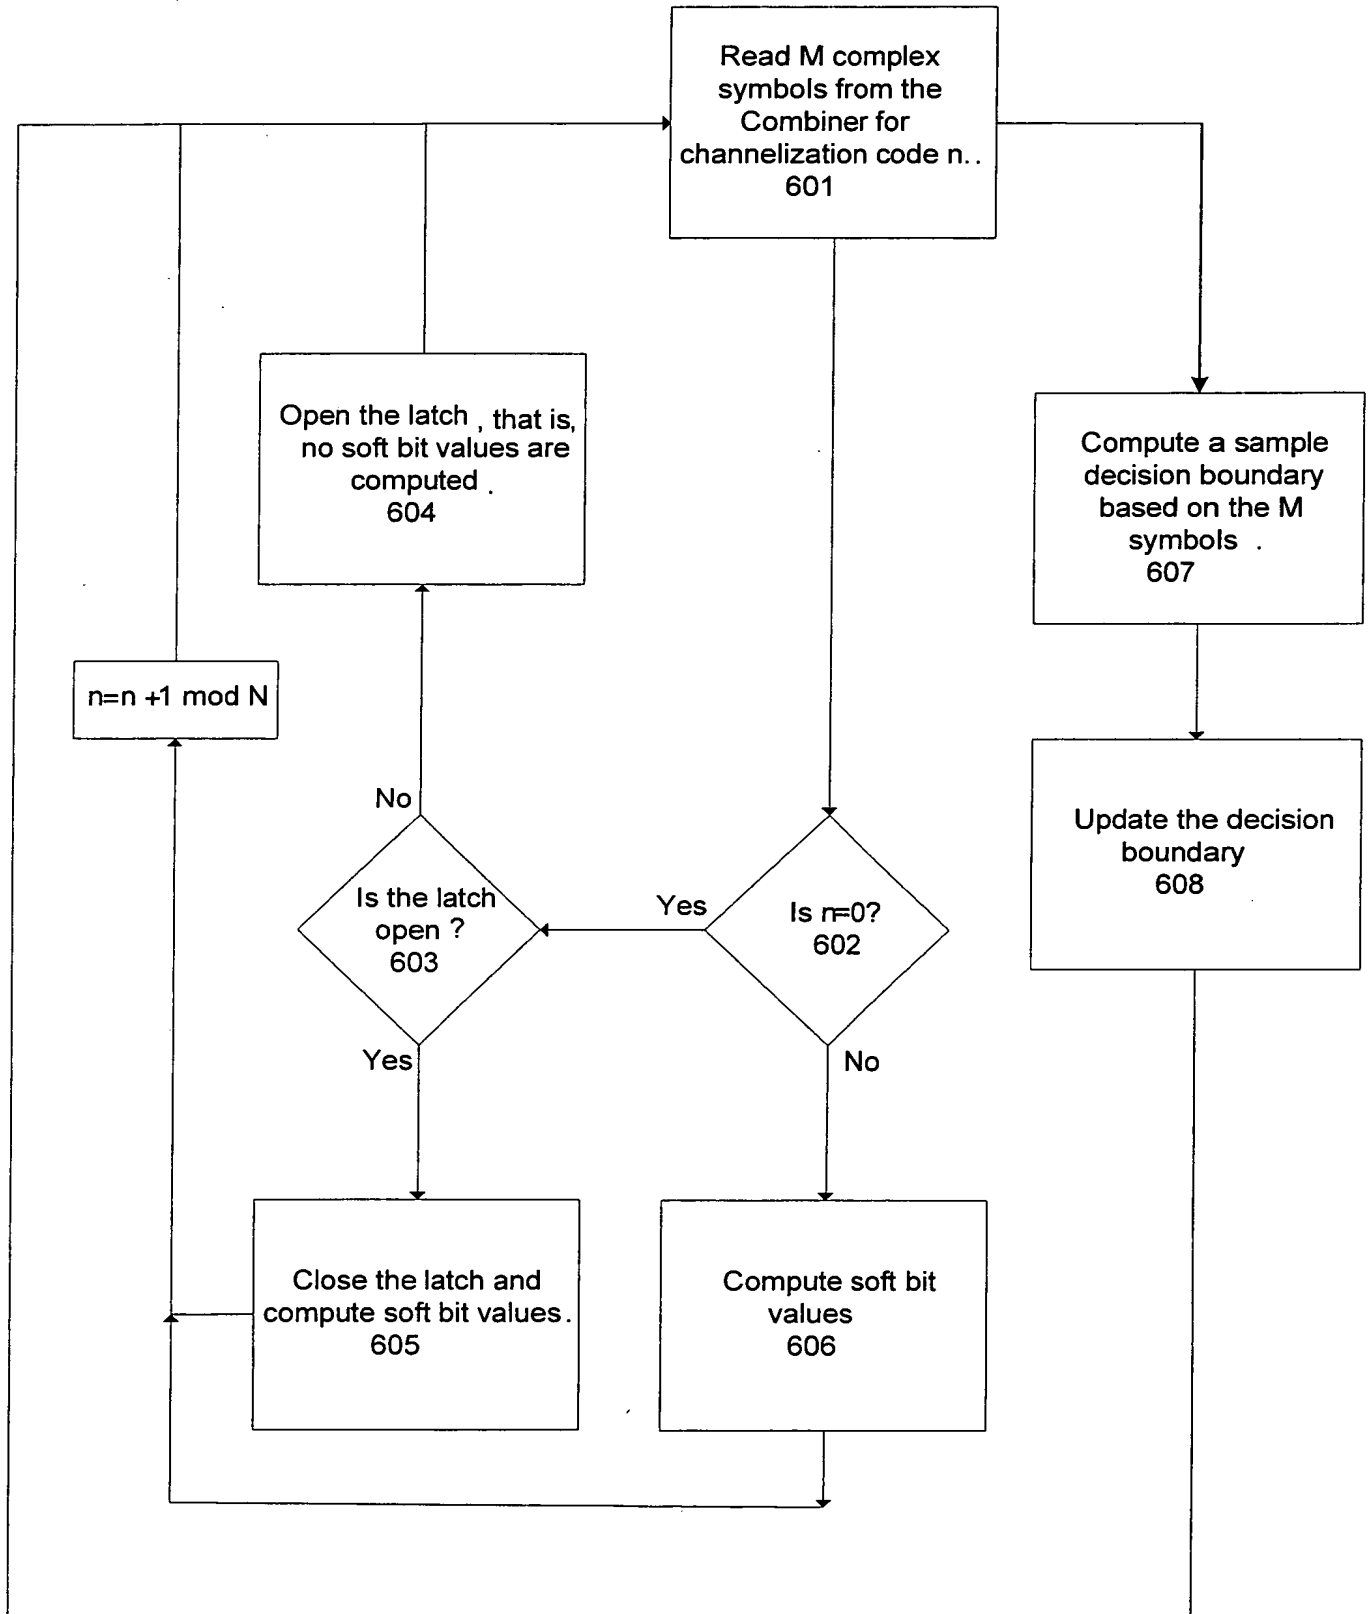 Read M complex
symbols from the
Combiner for
channelization code n..
601
Open the latch , that is,
no soft bit values are
computed .
604
Compute a sample
decision boundary
based on the M
symbols .
607
n=n +1 mod N
No
Update the decision
boundary
608
Is the latch
open ?
603
Yes
Is n=0?
602
Yes
No
Close the latch and
compute soft bit values.
605
Compute soft bit
values
606